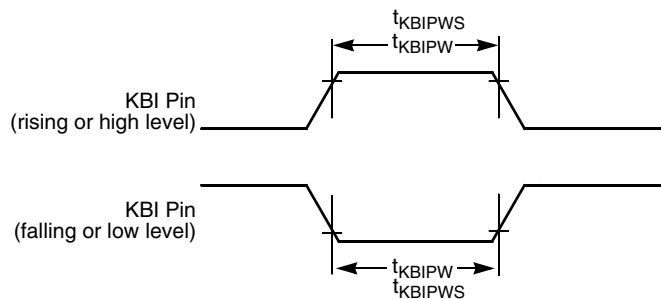 tKBIPWS
tKBIPW
KBI Pin
(rising or high level)
KBI Pin
(falling or low level)
tKBIPW
tKBIPWS